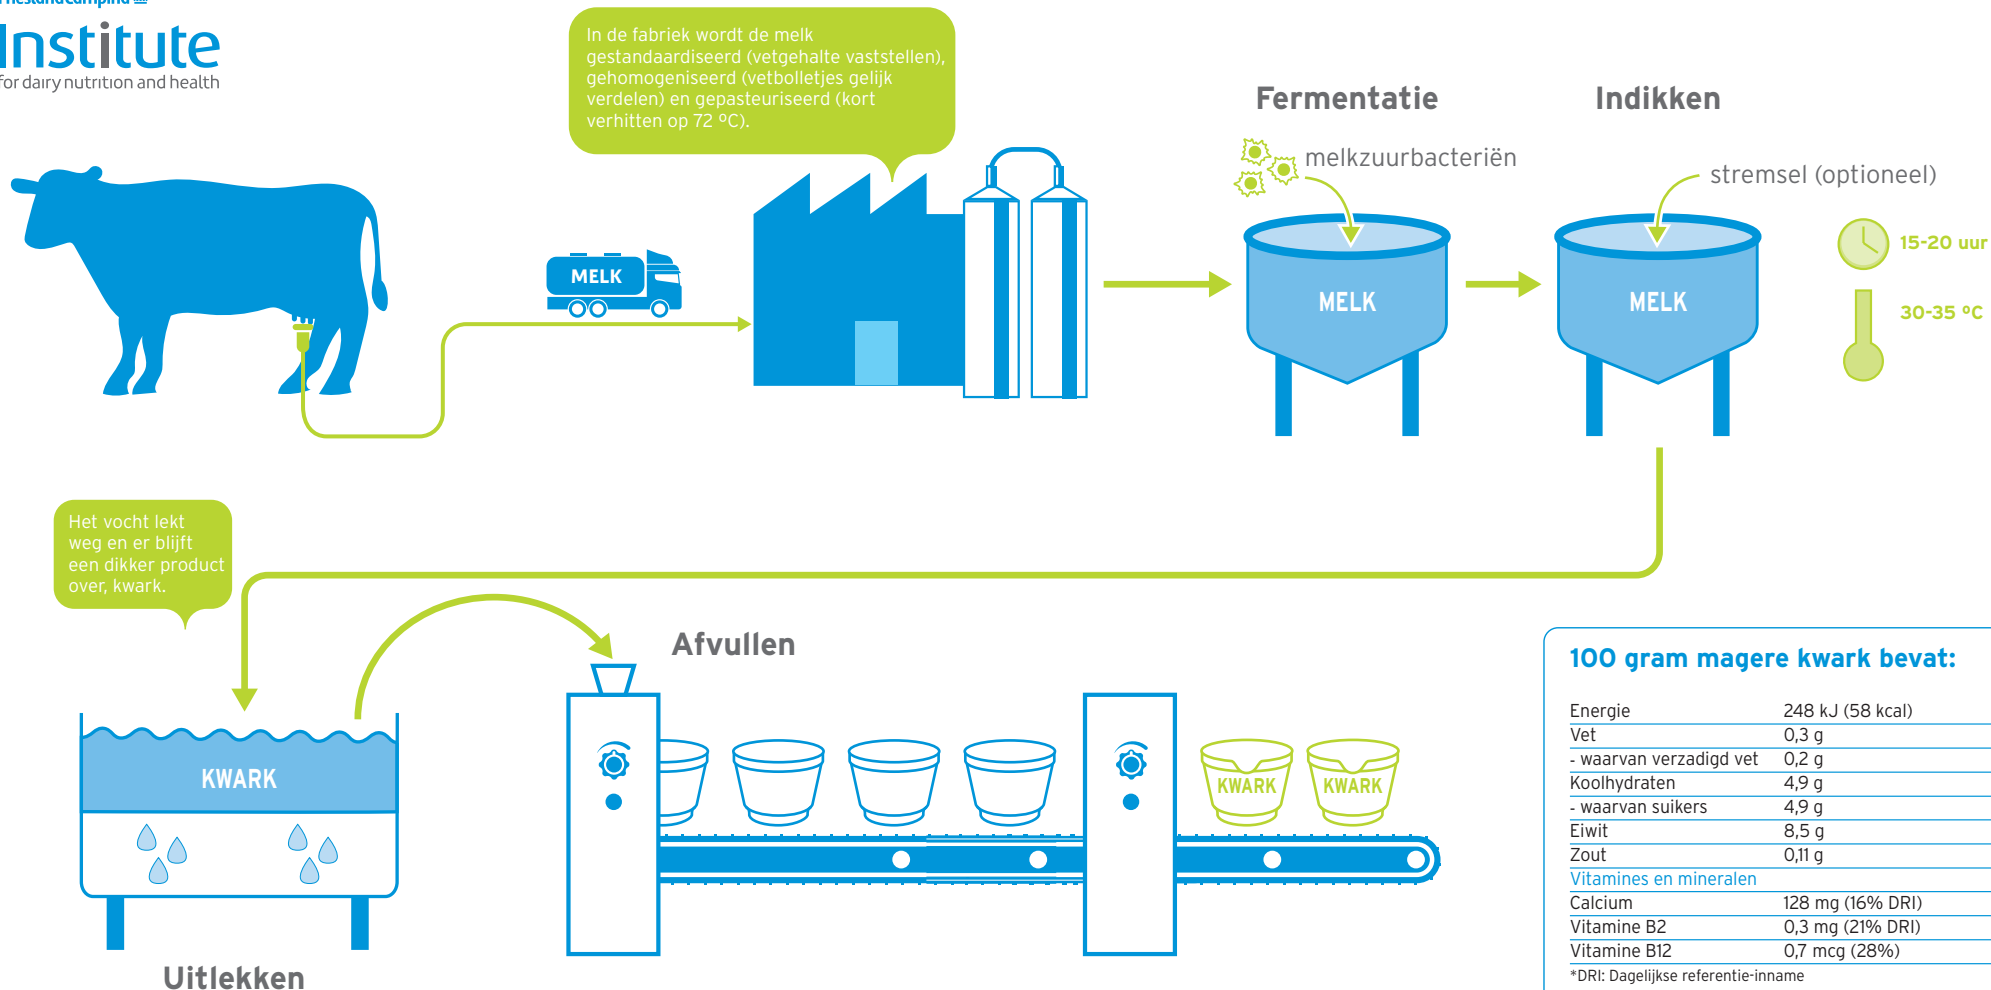 FrieslandCampina
Institute
for dairy nutrition and health
In de fabriek wordt de melk
gestandaardiseerd (vetgehalte vaststellen),
gehomogeniseerd (vetbolletjes gelijk
verdelen) en gepasteuriseerd (kort
verhitten op 72 ºC).
Fermentatie
melkzuurbacteriën
Indikken
stremsel (optioneel)
15-20 uur
30-35 ºC
MELK
MELK
MELK
Het vocht lekt
weg en er blijft
een dikker product
over, kwark.
KWARK
Uitlekken
Afvullen
KWARK
KWARK
100 gram magere kwark bevat:
Energie 248 kJ (58 kcal)
Vet 0,3 g
- waarvan verzadigd vet 0,2 g
Koolhydraten 4,9 g
- waarvan suikers 4,9 g
Eiwit 8,5 g
Zout 0,11 g
Vitamines en mineralen
Calcium 128 mg (16% DRI)
Vitamine B2 0,3 mg (21% DRI)
Vitamine B12 0,7 mcg (28%)
*DRI: Dagelijkse referentie-inname